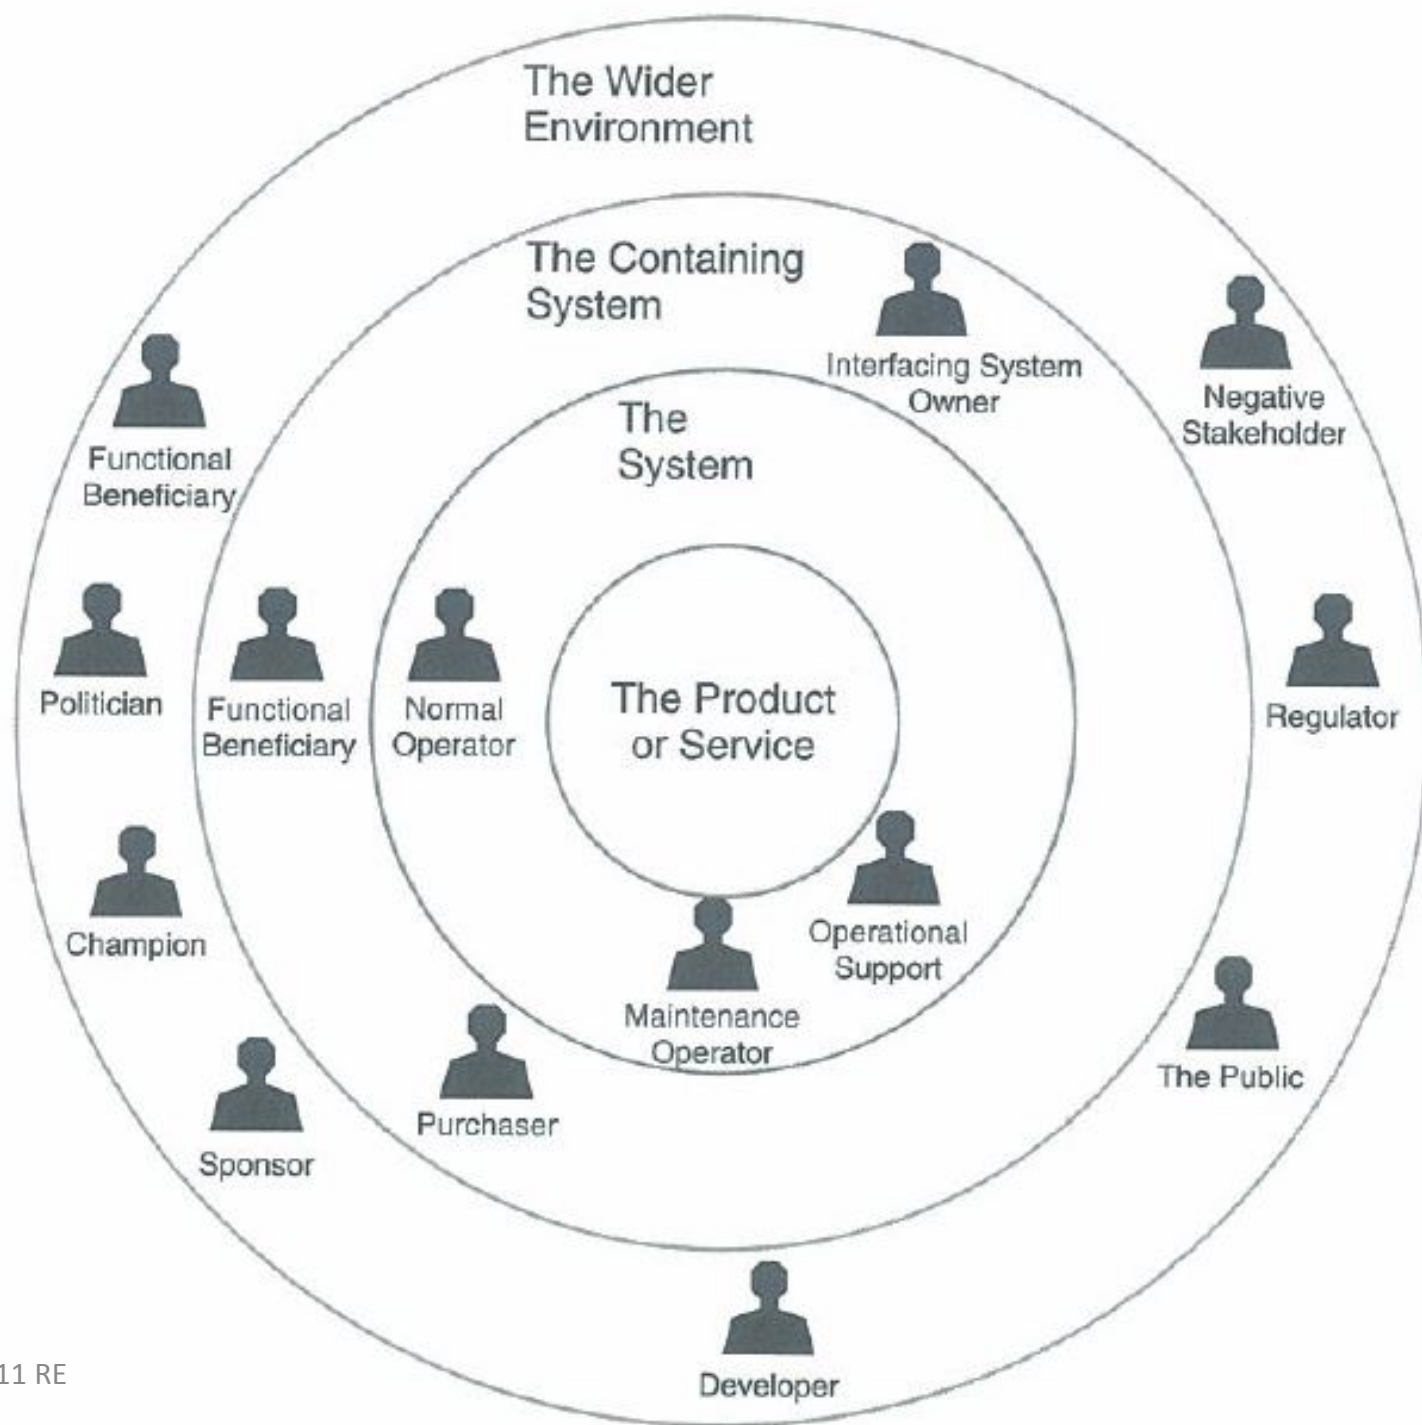 The Wider
Environment
The Containing
System
Interfacing System
Owner
Negative
Stakeholder
The
System
Functional
Beneficiary
Politician
Functional
Beneficiary
Normal
Operator
The Product
or Service
Regulator
Champion
Operational
Support
Maintenance
Operator
The Public
Purchaser
Sponsor
Developer
11 RE